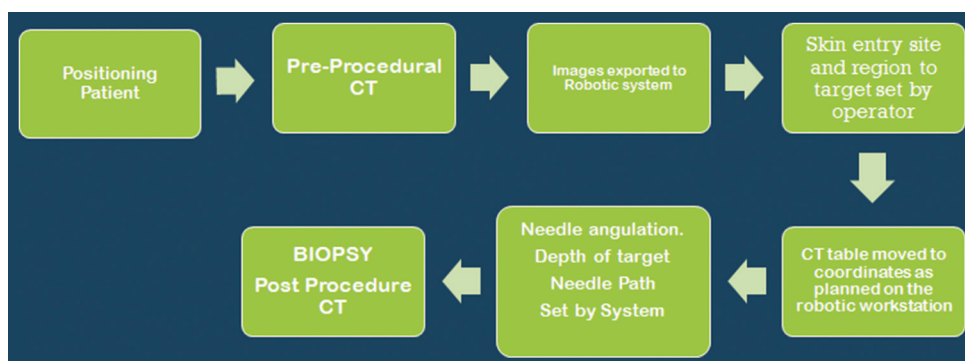 Positioning
Patient
Pre-Procedural
CT
Images exported to
Robotic system
Skin entry site
and region to
target set by
operator
CT table moved to
coordinates as
planned on the
robotic workstation
Needle angulation.
Depth of target
Needle Path
Set by System
BIOPSY
Post Procedure
CT